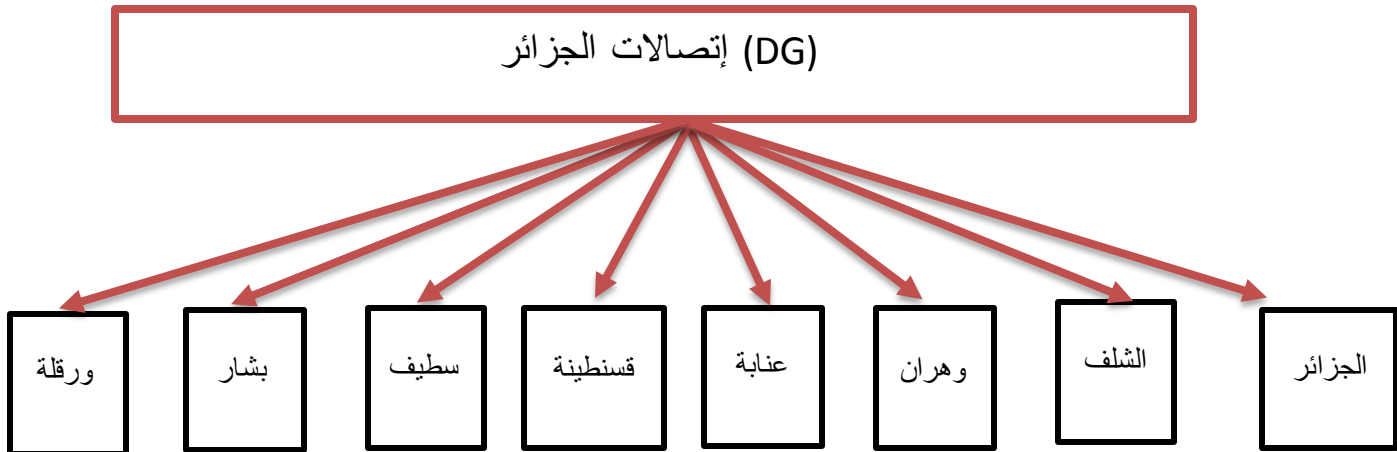 (DG) إتصالات الجزائر
الجزائر
الشلف
وهران
عنابة
قسنطينة
سطيف
بشار
ورقلة